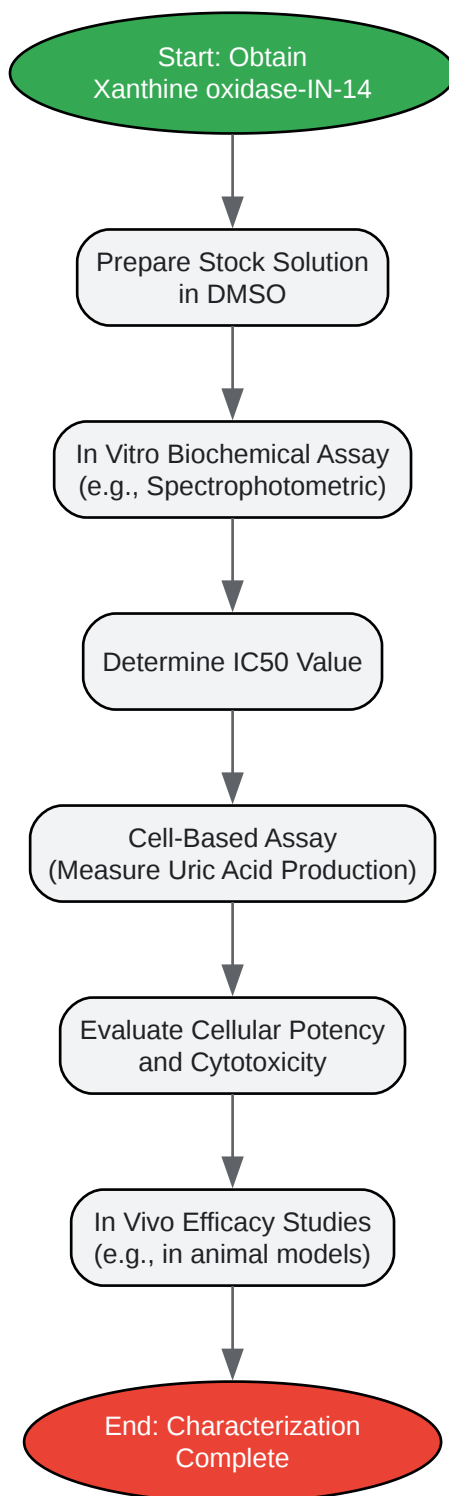 Start: Obtain
Xanthine oxidase-IN-14
Prepare Stock Solution
in DMSO
In Vitro Biochemical Assay
(e.g., Spectrophotometric)
Determine IC50 Value
Cell-Based Assay
(Measure Uric Acid Production)
Evaluate Cellular Potency
and Cytotoxicity
In Vivo Efficacy Studies
(e.g., in animal models)
End: Characterization
Complete